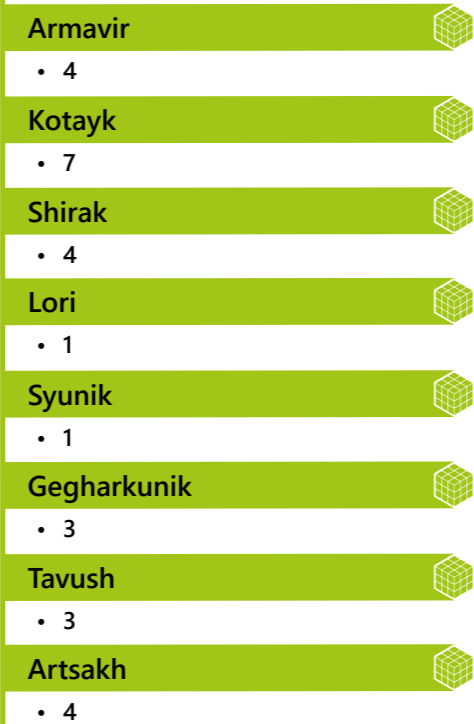 Armavir
• 4
Kotayk
• 7
Shirak
• 4
Lori
• 1
Syunik
• 1
Gegharkunik
• 3
Tavush
• 3
Artsakh
• 4